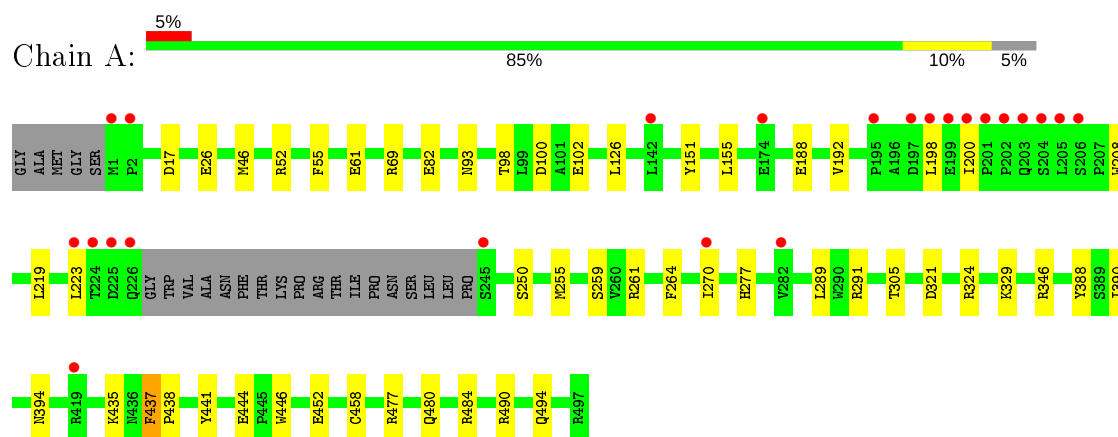 5%
Chain A:
85% 10% 5%
GLY ALA MET GLY SER M1 P2 D17 E26 M46 R52 F55 E61 R69 E82 N93 T98 L99 D100 A101 E102 L126 L142 Y151 L155 E174 E188 V192 P195 A196 D197 L198 E199 I200 P201 P202 Q203 S204 L205 S206 P207 W208
L219 L223 T224 D225 Q226 GLY TRP VAL ALA ASN PHE THR LYS PRO ARG THR ILE PRO ASN SER LEU LEU PRO S245 S250 M255 S259 V260 R261 F264 I270 H277 V282 L289 W290 R291 T305 D321 R324 K329 R346 Y388 S389
N394 R419 K435 N436 F437 P438 Y441 E444 P445 W446 E452 C458 R477 Q480 R484 R490 Q494 R497